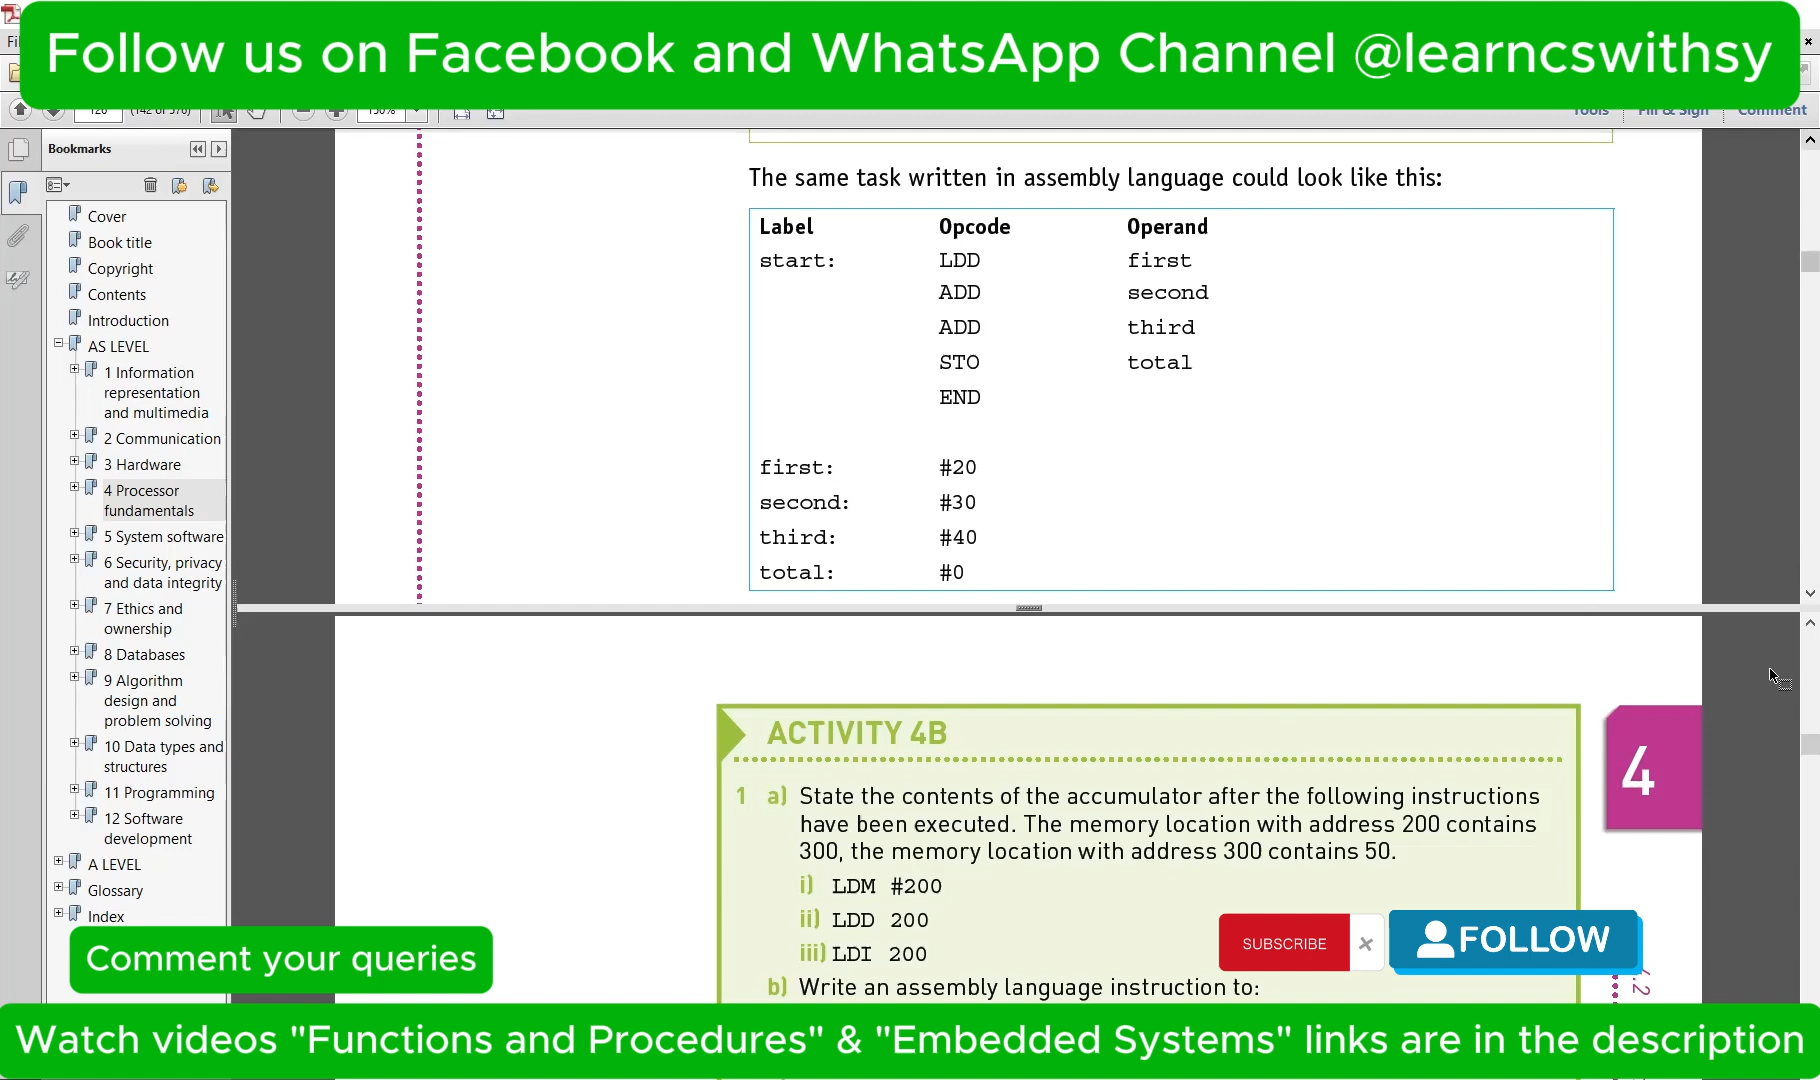 Follow us on Facebook and WhatsApp Channel @learncswithsy
Bookmarks
Cover
Book title
Copyright
Contents
Introduction
AS LEVEL
1 Information
representation
and multimedia
2 Communication
3 Hardware
4 Processor
fundamentals
5 System software
6 Security, privacy
and data integrity
7 Ethics and
ownership
8 Databases
9 Algorithm
design and
problem solving
10 Data types and
structures
11 Programming
12 Software
development
A LEVEL
Glossary
Index
Tools
Fill & Sign
Comment
The same task written in assembly language could look like this:
Label Opcode Operand
start: LDD first
ADD second
ADD third
STO total
END
first: #20
second: #30
third: #40
total: #0
ACTIVITY 4B
4
1 a) State the contents of the accumulator after the following instructions
have been executed. The memory location with address 200 contains
300, the memory location with address 300 contains 50.
i) LDM #200
ii) LDD 200
iii) LDI 200
b) Write an assembly language instruction to:
SUBSCRIBE
FOLLOW
Comment your queries
Watch videos "Functions and Procedures" & "Embedded Systems" links are in the description